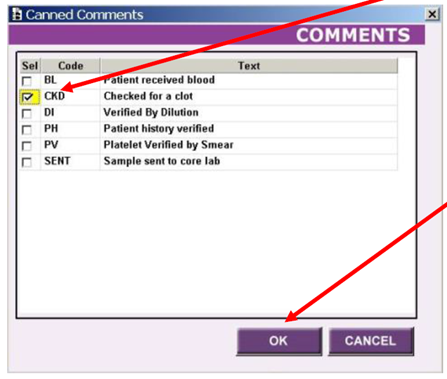 Canned Comments
COMMENTS
Sel Code Text
BL Patient received blood
CKD Checked for a clot
DI Verified By Dilution
PH Patient history verified
PV Platelet Verified by Smear
SENT Sample sent to core lab
OK CANCEL